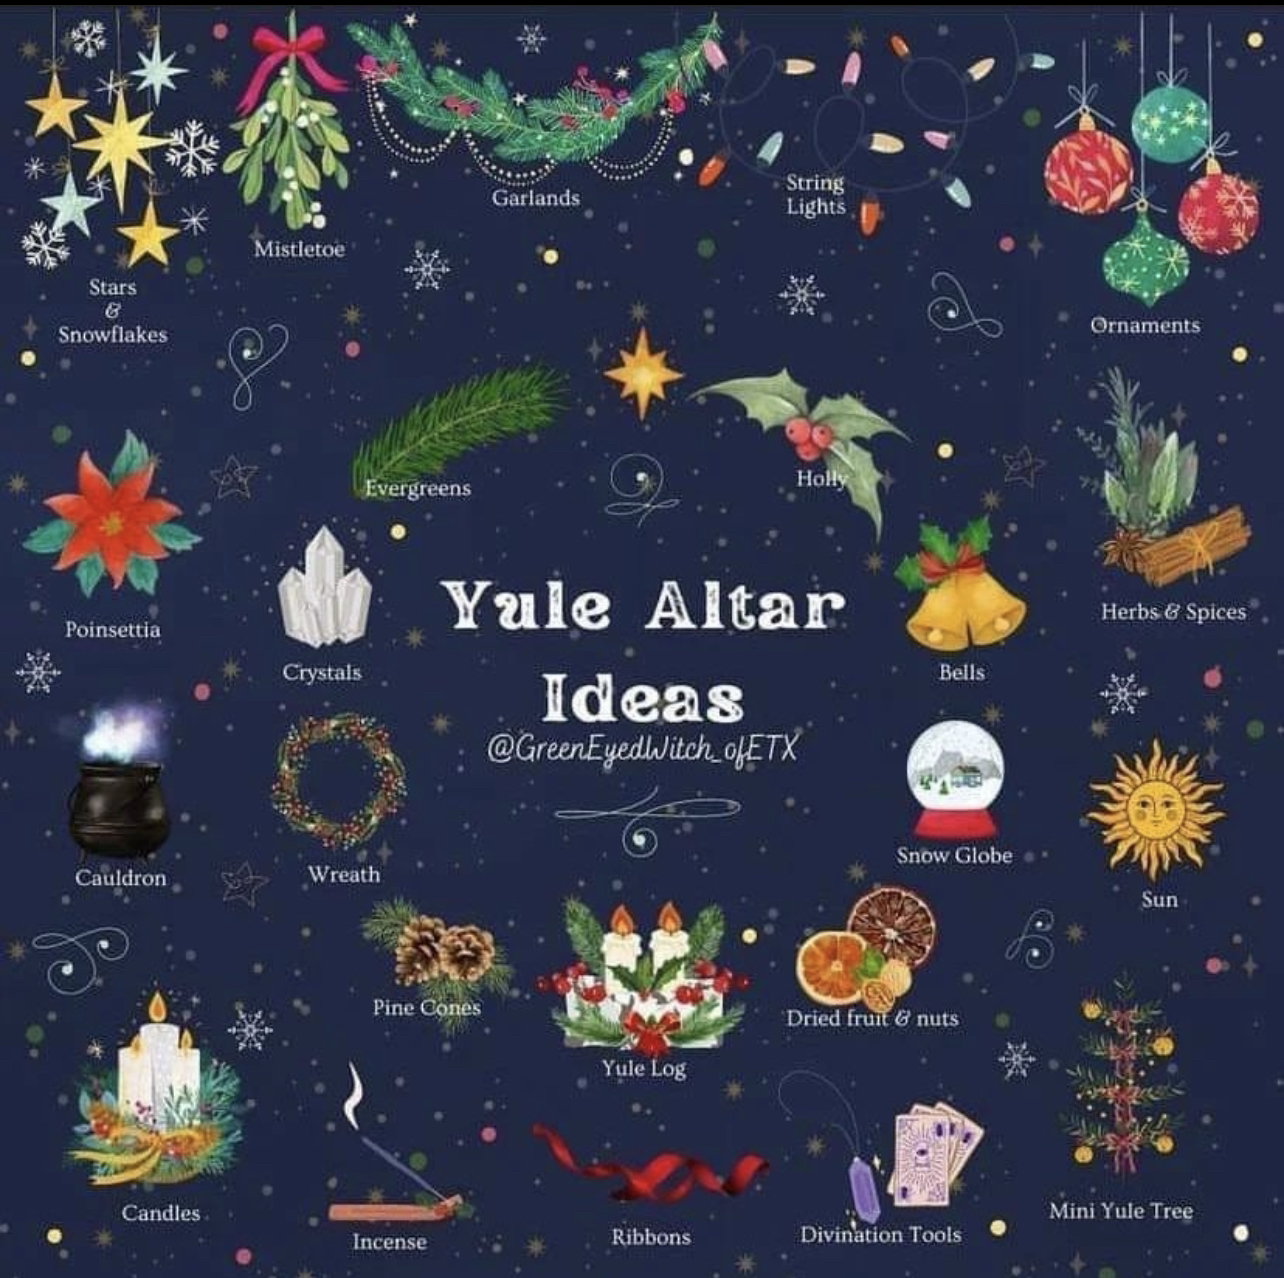 Garlands
String
Lights
Mistletoe
Stars
&
Snowflakes
Ornaments
Evergreens
Holly
Poinsettia
Crystals
Yule Altar
Ideas
@GreenEyedWitch_ofETX
Bells
Herbs & Spices
Cauldron
Wreath
Snow Globe
Sun
Pine Cones
Yule Log
Dried fruit & nuts
Candles
Incense
Ribbons
Divination Tools
Mini Yule Tree